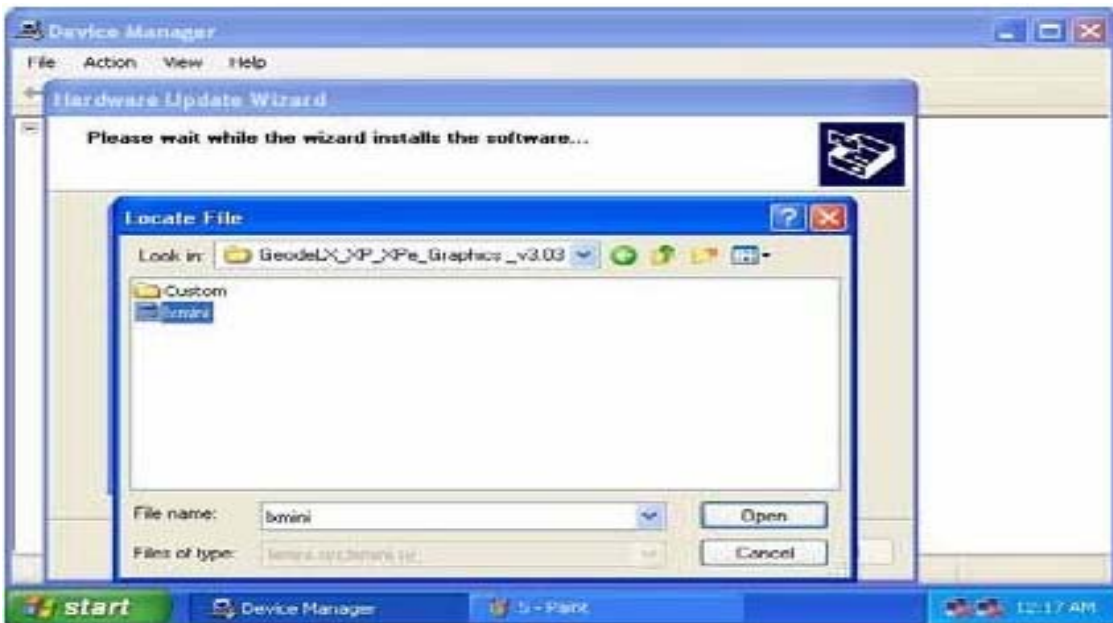 Device Manager
File Action View Help
Hardware Update Wizard
Please wait while the wizard installs the software...
Locate File
Look in: GeodeLX_XP_XPe_Graphics _v3.03
Custom
lxmini
File name: lxmini
Open
Files of type:
Cancel
start Device Manager 5 - Paint 12:17 AM